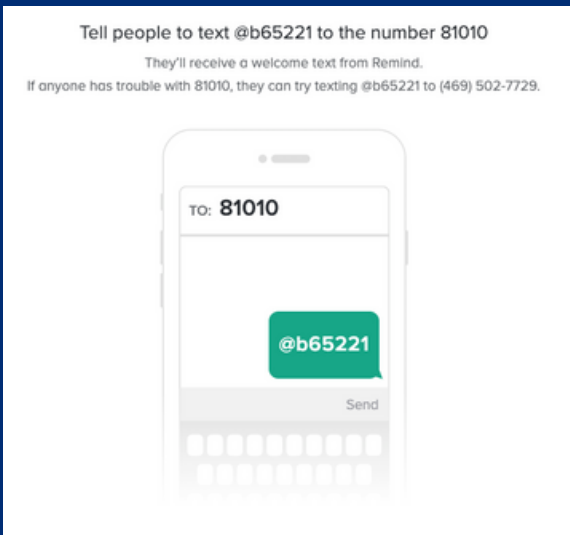 Tell people to text @b65221 to the number 81010
They'll receive a welcome text from Remind.
If anyone has trouble with 81010, they can try texting @b65221 to (469) 502-7729.
TO: 81010
@b65221
Send